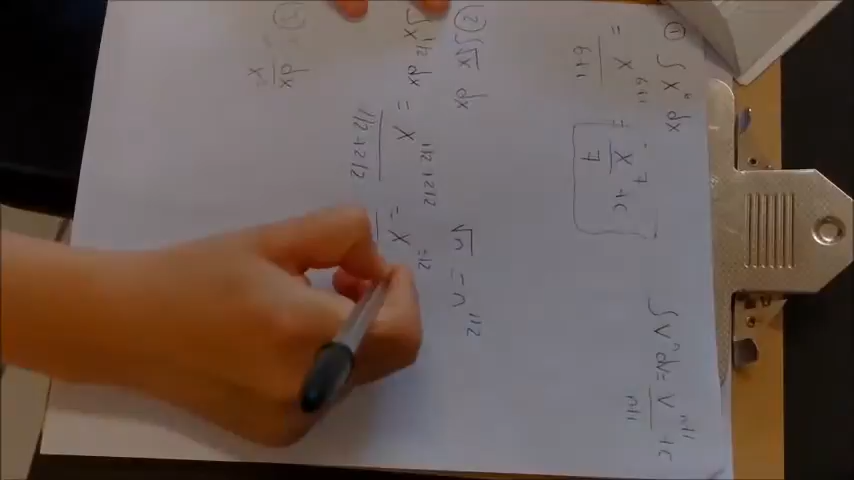 ① ∫ x⁶ dx
= x⁶⁺¹ / 6+1 = x⁷ / 7 + c
∫ vⁿ dv = vⁿ⁺¹ / n+1 + c
② ∫ √x dx
√v = v^1/2
∫ x^1/2 dx = x^1/2+2/2 / 1/2+2/2 = x
③
dx / x